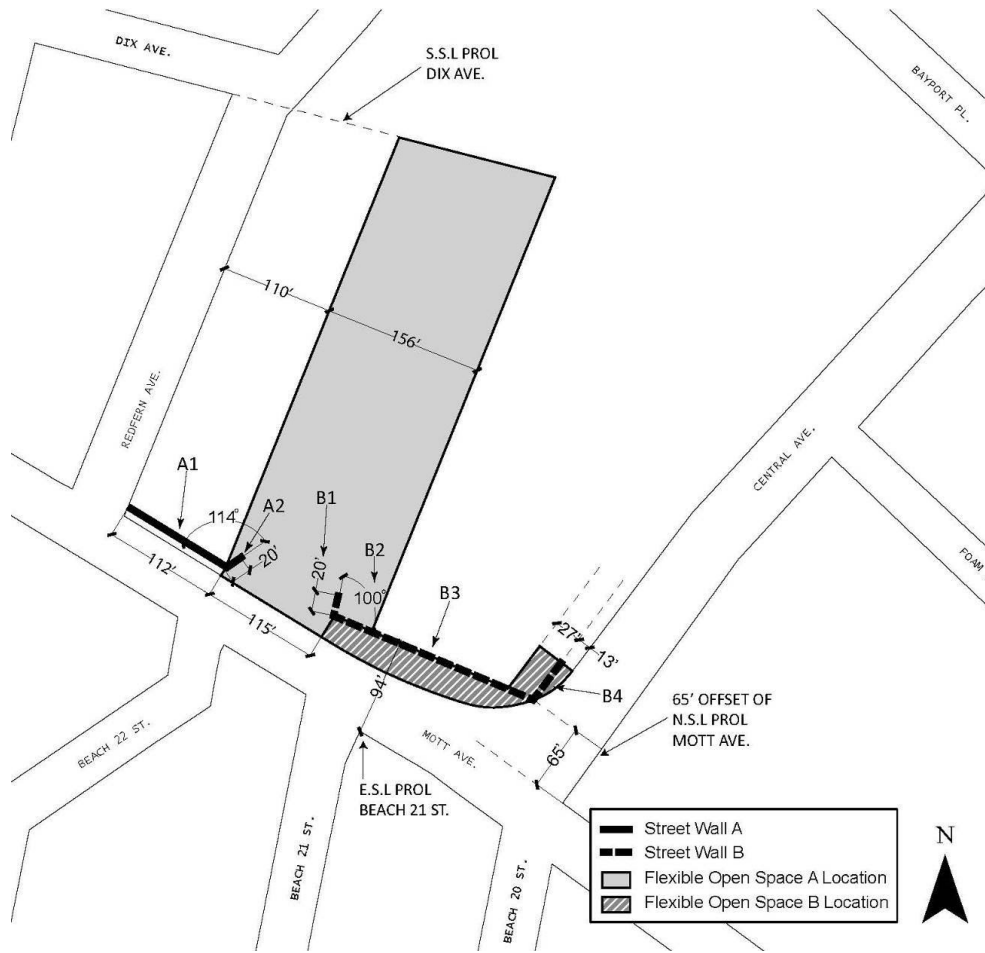 DIX AVE.
S.S.L PROL
DIX AVE.
BAYPORT PL.
110'
156'
REDFERN AVE.
CENTRAL AVE.
A1
114°
A2
B1
20'
20'
B2
100°
B3
112'
115'
FOAM
27'
13'
B4
94'
65' OFFSET OF
N.S.L PROL
MOTT AVE.
MOTT AVE.
65'
BEACH 22 ST.
E.S.L PROL
BEACH 21 ST.
BEACH 21 ST.
BEACH 20 ST.
Street Wall A
Street Wall B
Flexible Open Space A Location
Flexible Open Space B Location
N